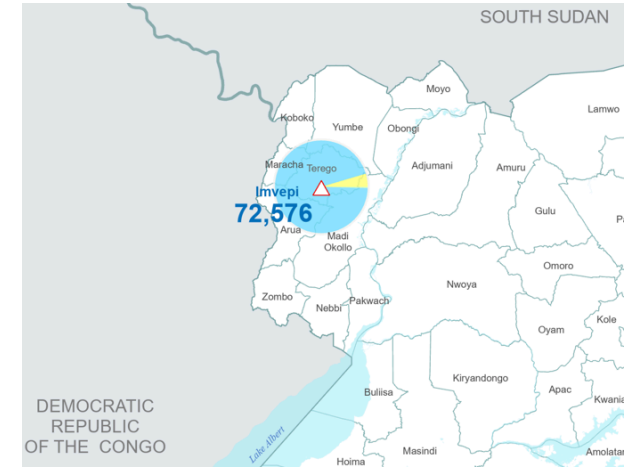 SOUTH SUDAN
Moyo
Lamwo
Koboko
Yumbe
Obongi
Maracha
Terego
Adjumani
Amuru
Imvepi
72,576
Gulu
Arua
Madi
Okollo
Omoro
Nwoya
Zombo
Nebbi
Pakwach
Kole
Oyam
Kiryandongo
Apac
Buliisa
Kwania
DEMOCRATIC
REPUBLIC
OF THE CONGO
Lake Albert
Masindi
Amolatar
Hoima